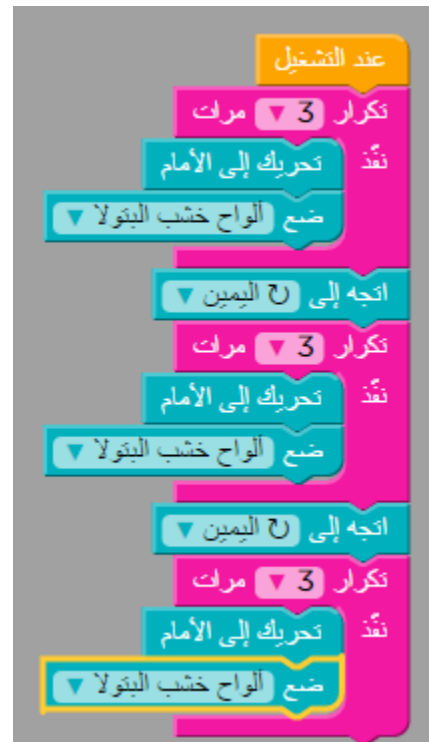 عند التشغيل
تكرار 3 ▼ مرات
نفّذ تحريك إلى الأمام
ضع ألواح خشب البتولا ▼
اتجه إلى ↻ اليمين ▼
تكرار 3 ▼ مرات
نفّذ تحريك إلى الأمام
ضع ألواح خشب البتولا ▼
اتجه إلى ↻ اليمين ▼
تكرار 3 ▼ مرات
نفّذ تحريك إلى الأمام
ضع ألواح خشب البتولا ▼